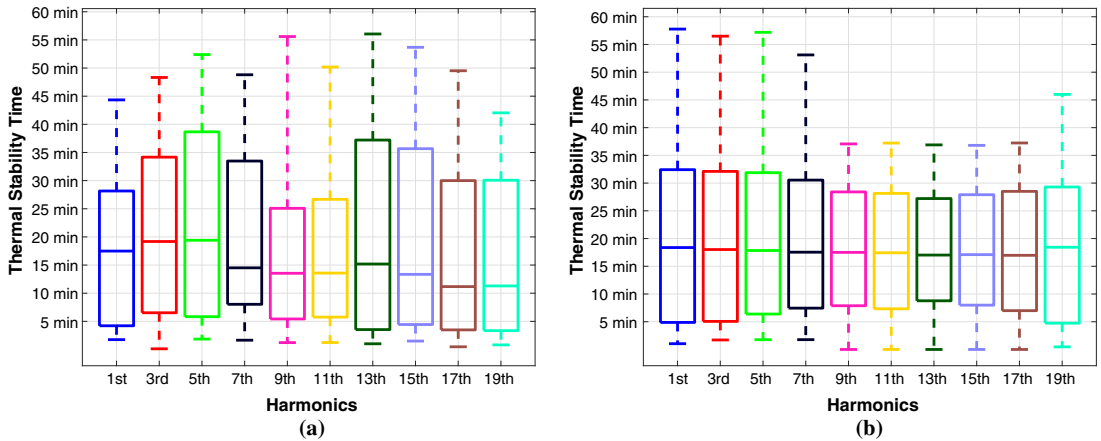 Thermal Stability Time
60 min
55 min
50 min
45 min
40 min
35 min
30 min
25 min
20 min
15 min
10 min
5 min
1st 3rd 5th 7th 9th 11th 13th 15th 17th 19th
Harmonics
(a)
Thermal Stability Time
60 min
55 min
50 min
45 min
40 min
35 min
30 min
25 min
20 min
15 min
10 min
5 min
1st 3rd 5th 7th 9th 11th 13th 15th 17th 19th
Harmonics
(b)